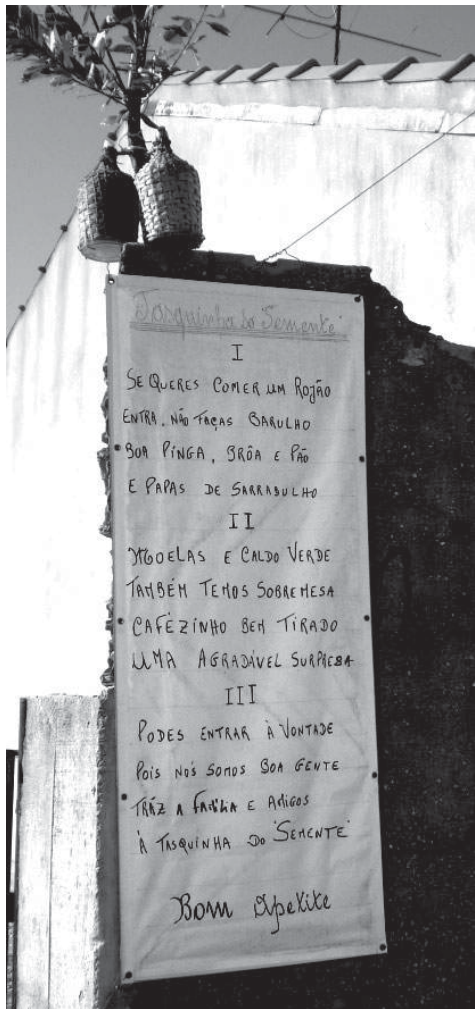 Tasquinha do "Semente"
I
SE QUERES COMER UM ROJÃO
ENTRA, NÃO FAÇAS BARULHO
BOA PINGA, BRÔA E PÃO
E PAPAS DE SARRABULHO
II
MOELAS E CALDO VERDE
TAMBÉM TEMOS SOBREMESA
CAFÉZINHO BEM TIRADO
UMA AGRADÁVEL SURPRESA
III
PODES ENTRAR À VONTADE
POIS NÓS SOMOS BOA GENTE
TRÁZ A FAMÍLIA E AMIGOS
À TASQUINHA DO "SEMENTE"
Bom Apetite